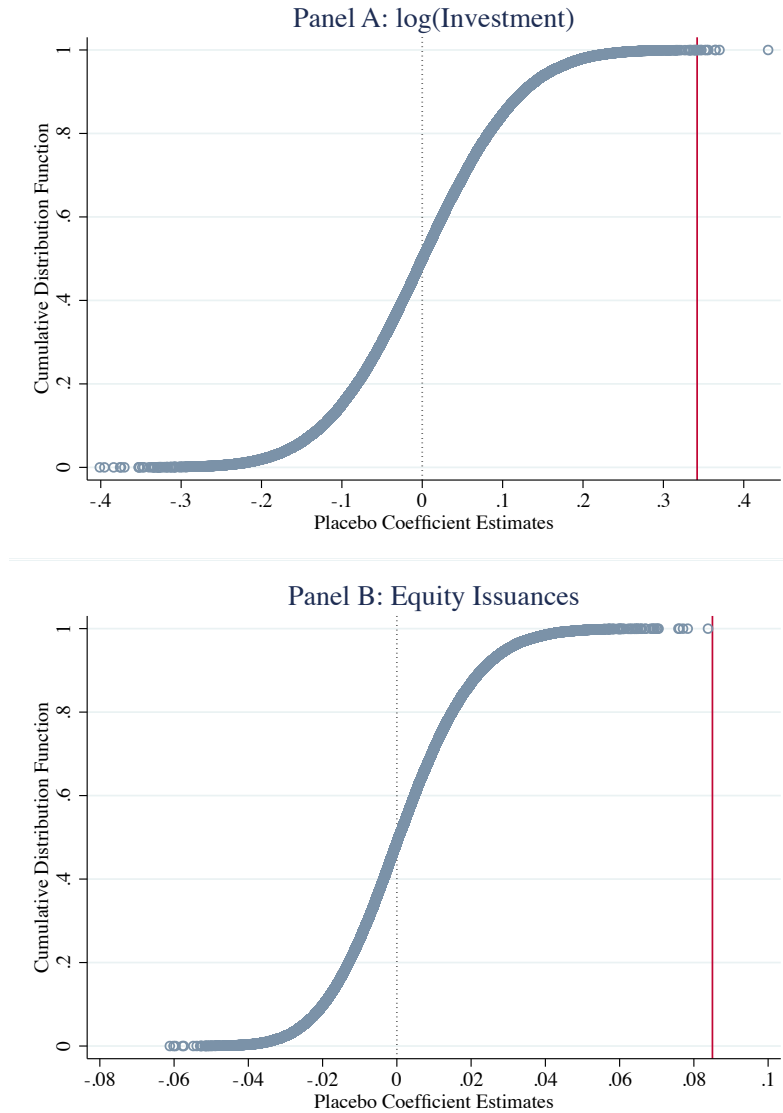 Panel A: log(Investment)
Cumulative Distribution Function
1
.8
.6
.4
.2
0
-.4 -.3 -.2 -.1 0 .1 .2 .3 .4
Placebo Coefficient Estimates
Panel B: Equity Issuances
Cumulative Distribution Function
1
.8
.6
.4
.2
0
-.08 -.06 -.04 -.02 0 .02 .04 .06 .08 .1
Placebo Coefficient Estimates